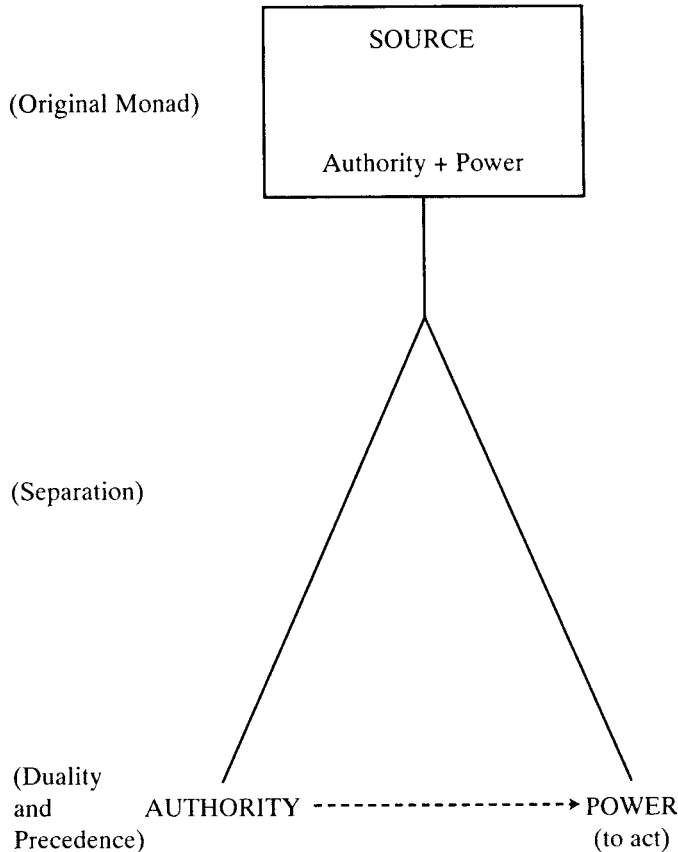 SOURCE
(Original Monad)
Authority + Power
(Separation)
(Duality
and
Precedence)
AUTHORITY
POWER
(to act)